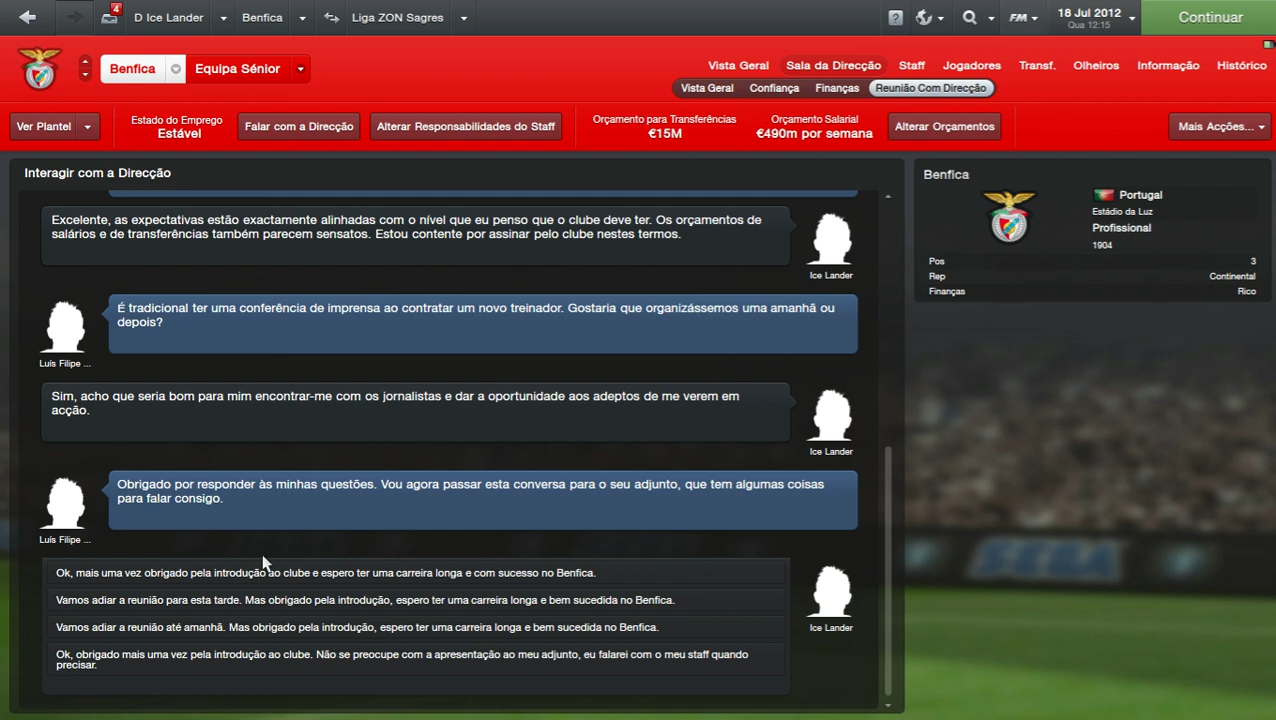 4
D Ice Lander
Benfica
Liga ZON Sagres
?
FM
18 Jul 2012
Qua 12:15
Continuar
Benfica
Equipa Sénior
Vista Geral
Sala da Direcção
Staff
Jogadores
Transf.
Olheiros
Informação
Histórico
Vista Geral
Confiança
Finanças
Reunião Com Direcção
Ver Plantel
Estado do Emprego
Estável
Falar com a Direcção
Alterar Responsabilidades do Staff
Orçamento para Transferências
€15M
Orçamento Salarial
€490m por semana
Alterar Orçamentos
Mais Acções...
Interagir com a Direcção
Excelente, as expectativas estão exactamente alinhadas com o nível que eu penso que o clube deve ter. Os orçamentos de
salários e de transferências também parecem sensatos. Estou contente por assinar pelo clube nestes termos.
Ice Lander
É tradicional ter uma conferência de imprensa ao contratar um novo treinador. Gostaria que organizássemos uma amanhã ou
depois?
Luís Filipe ...
Sim, acho que seria bom para mim encontrar-me com os jornalistas e dar a oportunidade aos adeptos de me verem em
acção.
Ice Lander
Obrigado por responder às minhas questões. Vou agora passar esta conversa para o seu adjunto, que tem algumas coisas
para falar consigo.
Luís Filipe ...
Ok, mais uma vez obrigado pela introdução ao clube e espero ter uma carreira longa e com sucesso no Benfica.
Vamos adiar a reunião para esta tarde. Mas obrigado pela introdução, espero ter uma carreira longa e bem sucedida no Benfica.
Vamos adiar a reunião até amanhã. Mas obrigado pela introdução, espero ter uma carreira longa e bem sucedida no Benfica.
Ok, obrigado mais uma vez pela introdução ao clube. Não se preocupe com a apresentação ao meu adjunto, eu falarei com o meu staff quando
precisar.
Ice Lander
Benfica
Portugal
Estádio da Luz
Profissional
1904
Pos 3
Rep Continental
Finanças Rico
SEGA